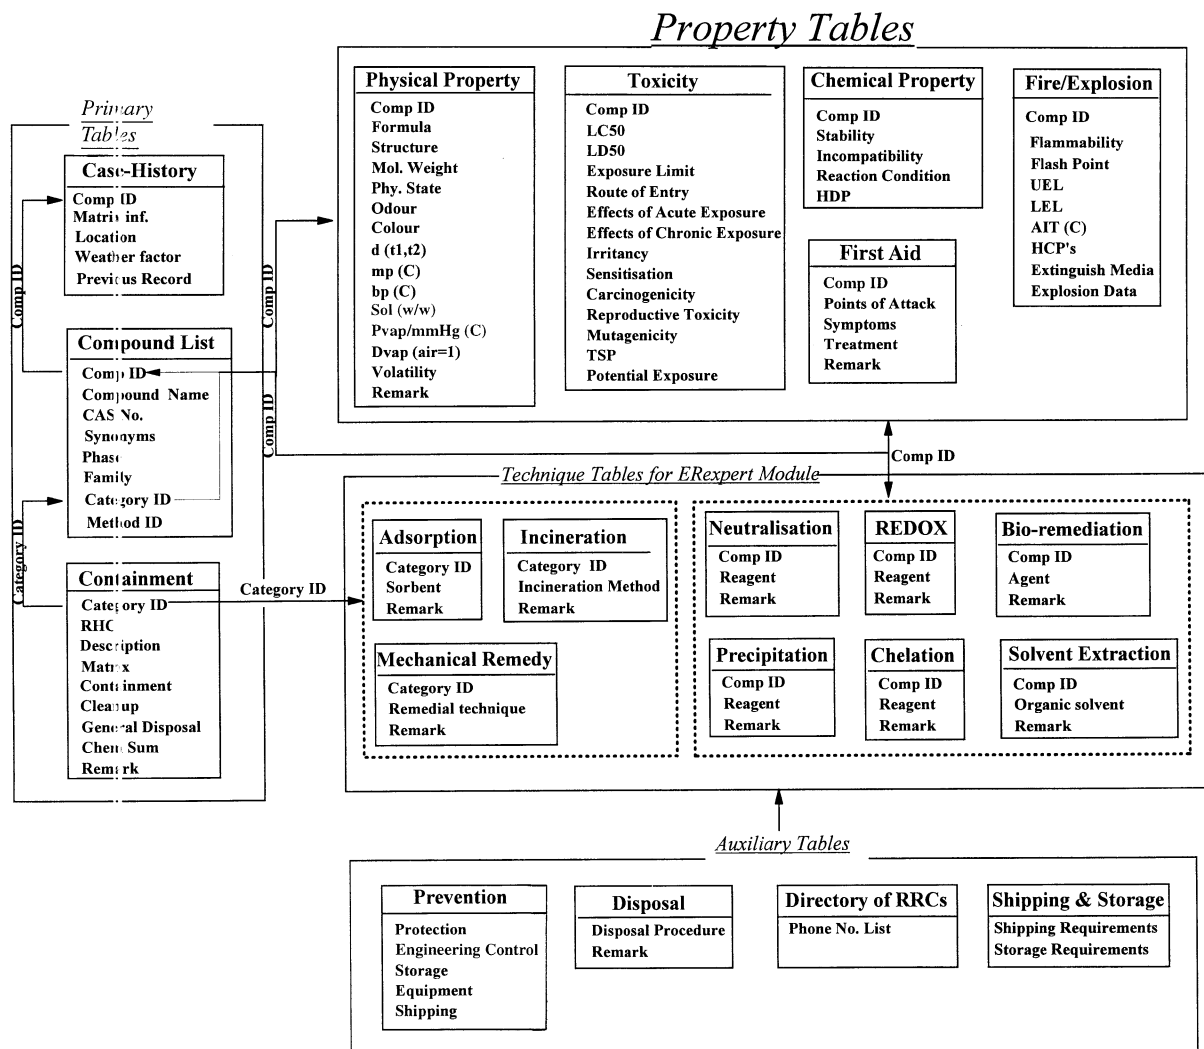 Property Tables
Physical Property
Comp ID
Formula
Structure
Mol. Weight
Phy. State
Odour
Colour
d (t1,t2)
mp (C)
bp (C)
Sol (w/w)
Pvap/mmHg (C)
Dvap (air=1)
Volatility
Remark
Toxicity
Comp ID
LC50
LD50
Exposure Limit
Route of Entry
Effects of Acute Exposure
Effects of Chronic Exposure
Irritancy
Sensitisation
Carcinogenicity
Reproductive Toxicity
Mutagenicity
TSP
Potential Exposure
Chemical Property
Comp ID
Stability
Incompatibility
Reaction Condition
HDP
First Aid
Comp ID
Points of Attack
Symptoms
Treatment
Remark
Fire/Explosion
Comp ID
Flammability
Flash Point
UEL
LEL
AIT (C)
HCP's
Extinguish Media
Explosion Data
Primary
Tables
Case-History
Comp ID
Matrix inf.
Location
Weather factor
Previous Record
Comp ID
Comp ID
Compound List
Comp ID
Compound Name
CAS No.
Synonyms
Phase
Family
Category ID
Method ID
Comp ID
Category ID
Containment
Category ID
RHC
Description
Matrix
Containment
Cleanup
General Disposal
Chem Sum
Remark
Category ID
Comp ID
Technique Tables for ERexpert Module
Adsorption
Category ID
Sorbent
Remark
Incineration
Category ID
Incineration Method
Remark
Mechanical Remedy
Category ID
Remedial technique
Remark
Neutralisation
Comp ID
Reagent
Remark
REDOX
Comp ID
Reagent
Remark
Bio-remediation
Comp ID
Agent
Remark
Precipitation
Comp ID
Reagent
Remark
Chelation
Comp ID
Reagent
Remark
Solvent Extraction
Comp ID
Organic solvent
Remark
Auxiliary Tables
Prevention
Protection
Engineering Control
Storage
Equipment
Shipping
Disposal
Disposal Procedure
Remark
Directory of RRCs
Phone No. List
Shipping & Storage
Shipping Requirements
Storage Requirements